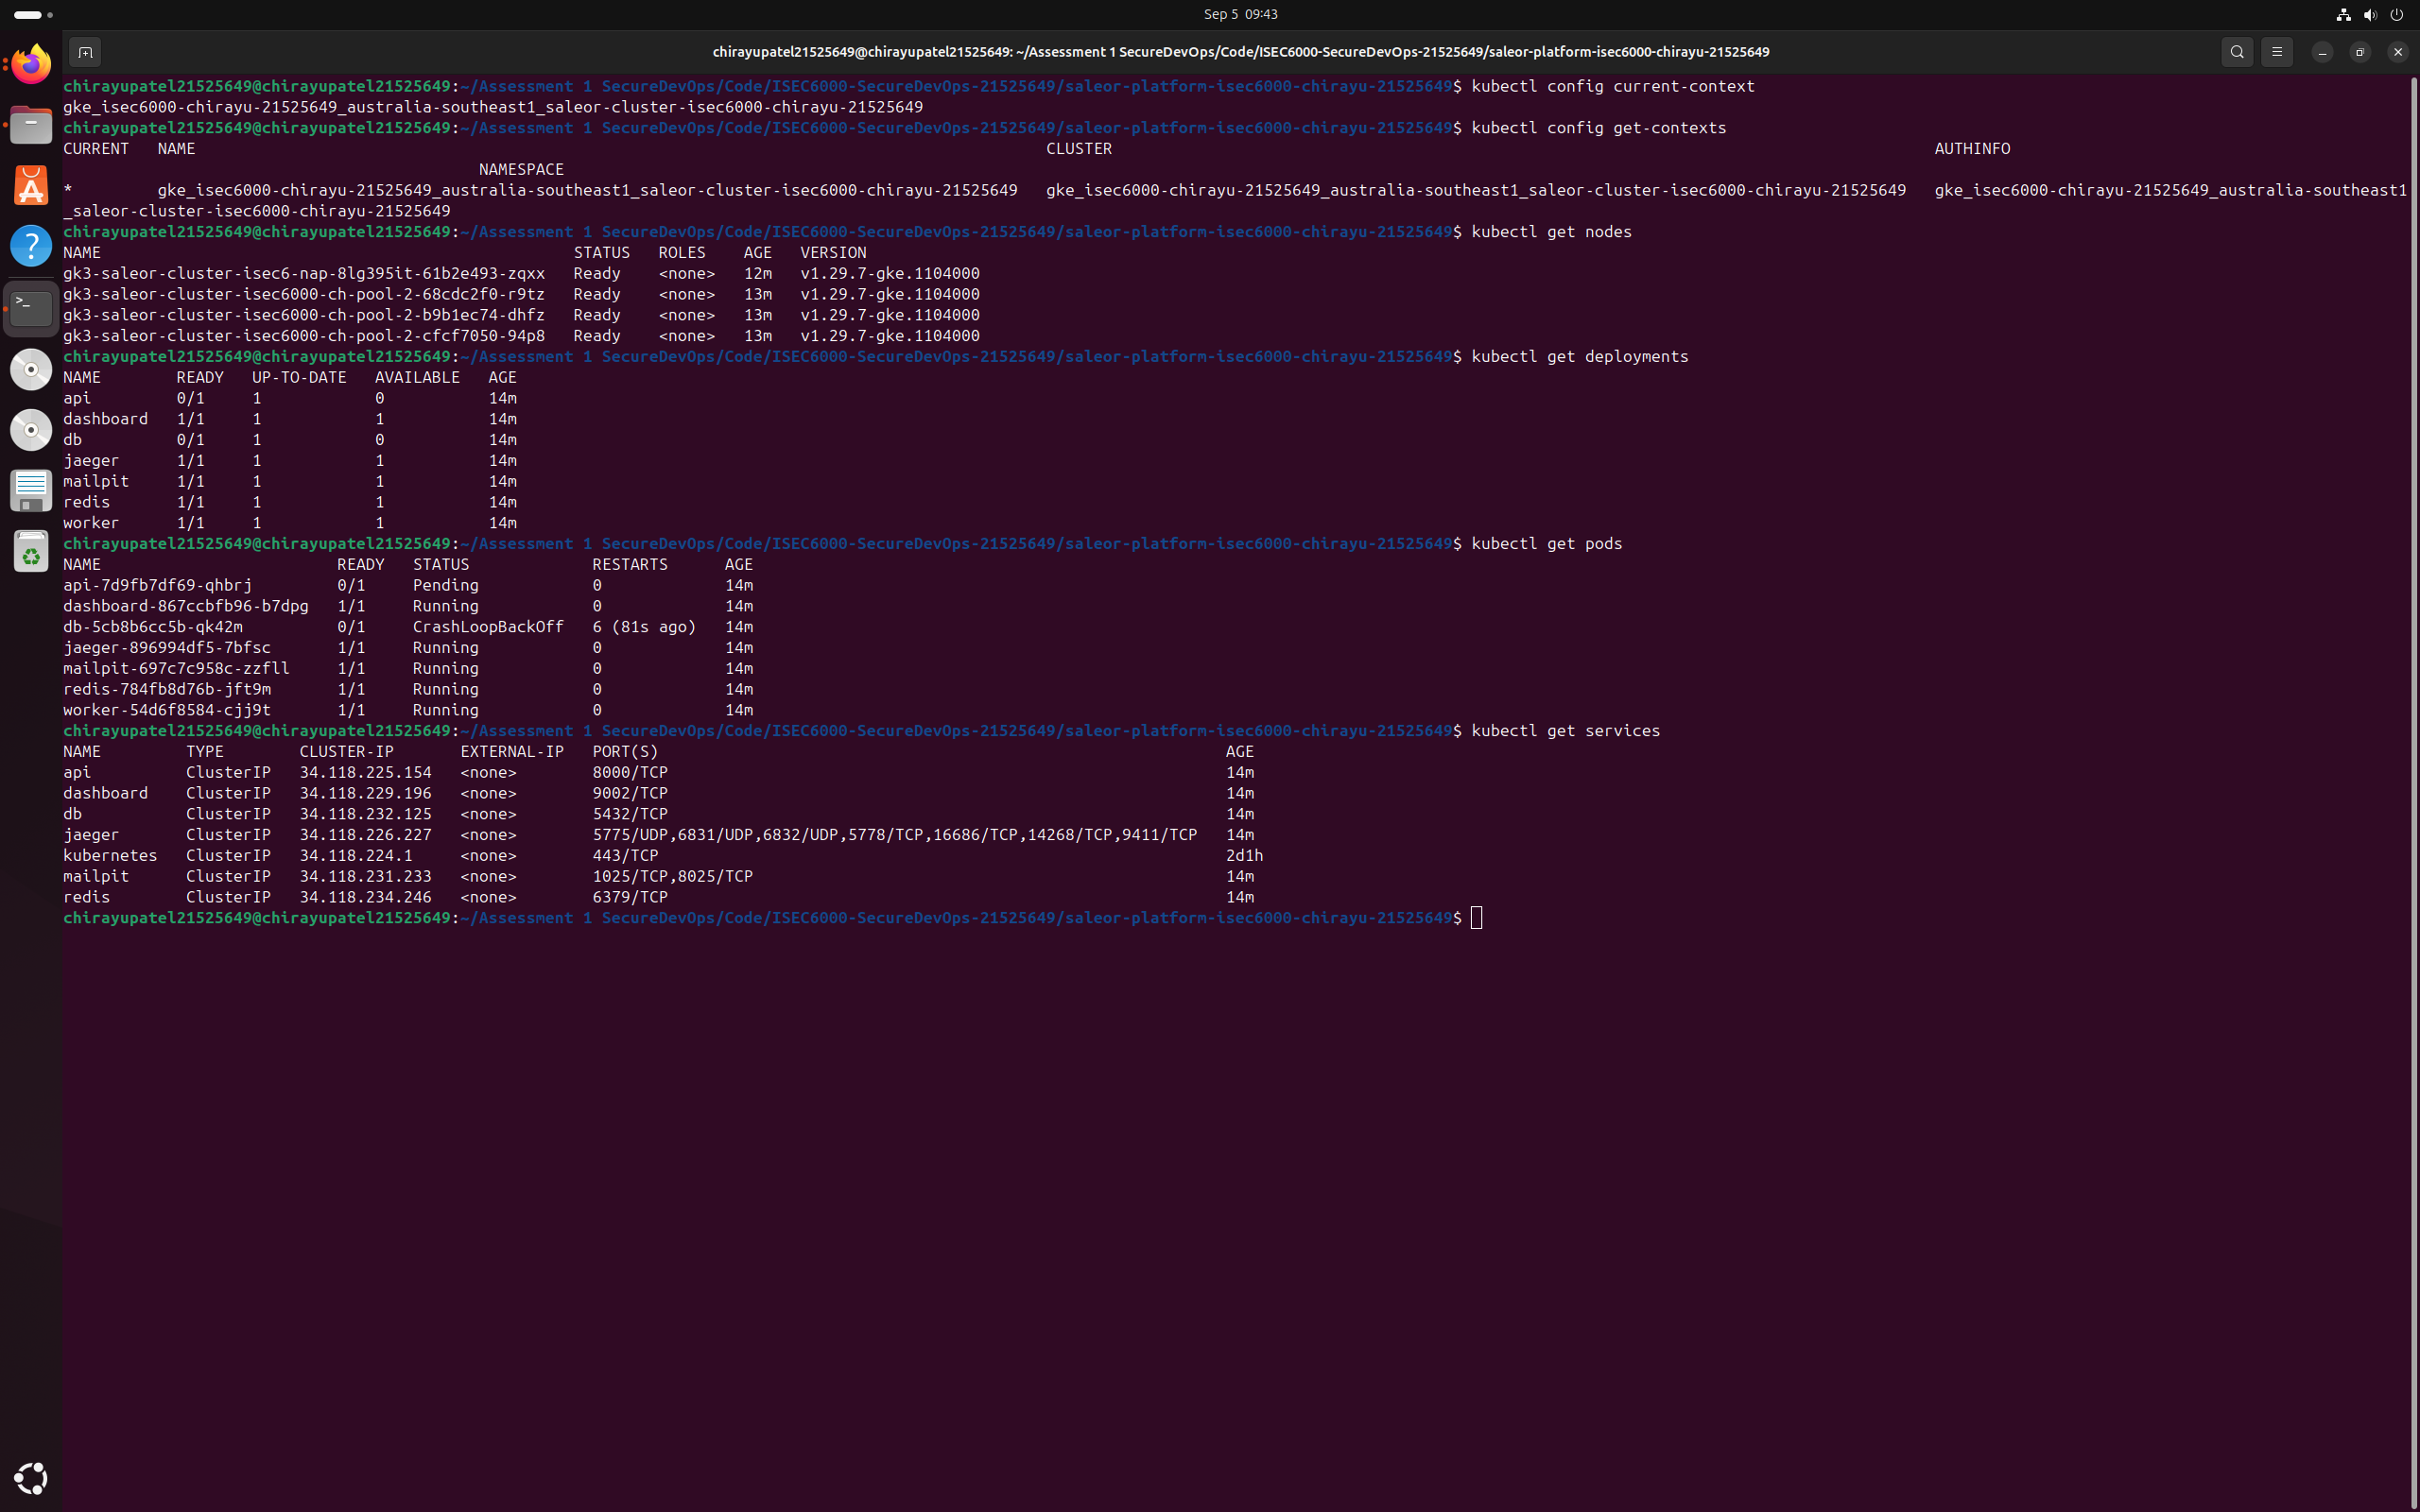 Sep 5 09:43
chirayupatel21525649@chirayupatel21525649: ~/Assessment 1 SecureDevOps/Code/ISEC6000-SecureDevOps-21525649/saleor-platform-isec6000-chirayu-21525649
chirayupatel21525649@chirayupatel21525649:~/Assessment 1 SecureDevOps/Code/ISEC6000-SecureDevOps-21525649/saleor-platform-isec6000-chirayu-21525649$ kubectl config current-context
gke_isec6000-chirayu-21525649_australia-southeast1_saleor-cluster-isec6000-chirayu-21525649
chirayupatel21525649@chirayupatel21525649:~/Assessment 1 SecureDevOps/Code/ISEC6000-SecureDevOps-21525649/saleor-platform-isec6000-chirayu-21525649$ kubectl config get-contexts
CURRENT NAME CLUSTER AUTHINFO
NAMESPACE
* gke_isec6000-chirayu-21525649_australia-southeast1_saleor-cluster-isec6000-chirayu-21525649 gke_isec6000-chirayu-21525649_australia-southeast1_saleor-cluster-isec6000-chirayu-21525649 gke_isec6000-chirayu-21525649_australia-southeast1
_saleor-cluster-isec6000-chirayu-21525649
chirayupatel21525649@chirayupatel21525649:~/Assessment 1 SecureDevOps/Code/ISEC6000-SecureDevOps-21525649/saleor-platform-isec6000-chirayu-21525649$ kubectl get nodes
NAME STATUS ROLES AGE VERSION
gk3-saleor-cluster-isec6-nap-8lg395it-61b2e493-zqxx Ready <none> 12m v1.29.7-gke.1104000
gk3-saleor-cluster-isec6000-ch-pool-2-68cdc2f0-r9tz Ready <none> 13m v1.29.7-gke.1104000
gk3-saleor-cluster-isec6000-ch-pool-2-b9b1ec74-dhfz Ready <none> 13m v1.29.7-gke.1104000
gk3-saleor-cluster-isec6000-ch-pool-2-cfcf7050-94p8 Ready <none> 13m v1.29.7-gke.1104000
chirayupatel21525649@chirayupatel21525649:~/Assessment 1 SecureDevOps/Code/ISEC6000-SecureDevOps-21525649/saleor-platform-isec6000-chirayu-21525649$ kubectl get deployments
NAME READY UP-TO-DATE AVAILABLE AGE
api 0/1 1 0 14m
dashboard 1/1 1 1 14m
db 0/1 1 0 14m
jaeger 1/1 1 1 14m
mailpit 1/1 1 1 14m
redis 1/1 1 1 14m
worker 1/1 1 1 14m
chirayupatel21525649@chirayupatel21525649:~/Assessment 1 SecureDevOps/Code/ISEC6000-SecureDevOps-21525649/saleor-platform-isec6000-chirayu-21525649$ kubectl get pods
NAME READY STATUS RESTARTS AGE
api-7d9fb7df69-qhbrj 0/1 Pending 0 14m
dashboard-867ccbfb96-b7dpg 1/1 Running 0 14m
db-5cb8b6cc5b-qk42m 0/1 CrashLoopBackOff 6 (81s ago) 14m
jaeger-896994df5-7bfsc 1/1 Running 0 14m
mailpit-697c7c958c-zzfll 1/1 Running 0 14m
redis-784fb8d76b-jft9m 1/1 Running 0 14m
worker-54d6f8584-cjj9t 1/1 Running 0 14m
chirayupatel21525649@chirayupatel21525649:~/Assessment 1 SecureDevOps/Code/ISEC6000-SecureDevOps-21525649/saleor-platform-isec6000-chirayu-21525649$ kubectl get services
NAME TYPE CLUSTER-IP EXTERNAL-IP PORT(S) AGE
api ClusterIP 34.118.225.154 <none> 8000/TCP 14m
dashboard ClusterIP 34.118.229.196 <none> 9002/TCP 14m
db ClusterIP 34.118.232.125 <none> 5432/TCP 14m
jaeger ClusterIP 34.118.226.227 <none> 5775/UDP,6831/UDP,6832/UDP,5778/TCP,16686/TCP,14268/TCP,9411/TCP 14m
kubernetes ClusterIP 34.118.224.1 <none> 443/TCP 2d1h
mailpit ClusterIP 34.118.231.233 <none> 1025/TCP,8025/TCP 14m
redis ClusterIP 34.118.234.246 <none> 6379/TCP 14m
chirayupatel21525649@chirayupatel21525649:~/Assessment 1 SecureDevOps/Code/ISEC6000-SecureDevOps-21525649/saleor-platform-isec6000-chirayu-21525649$